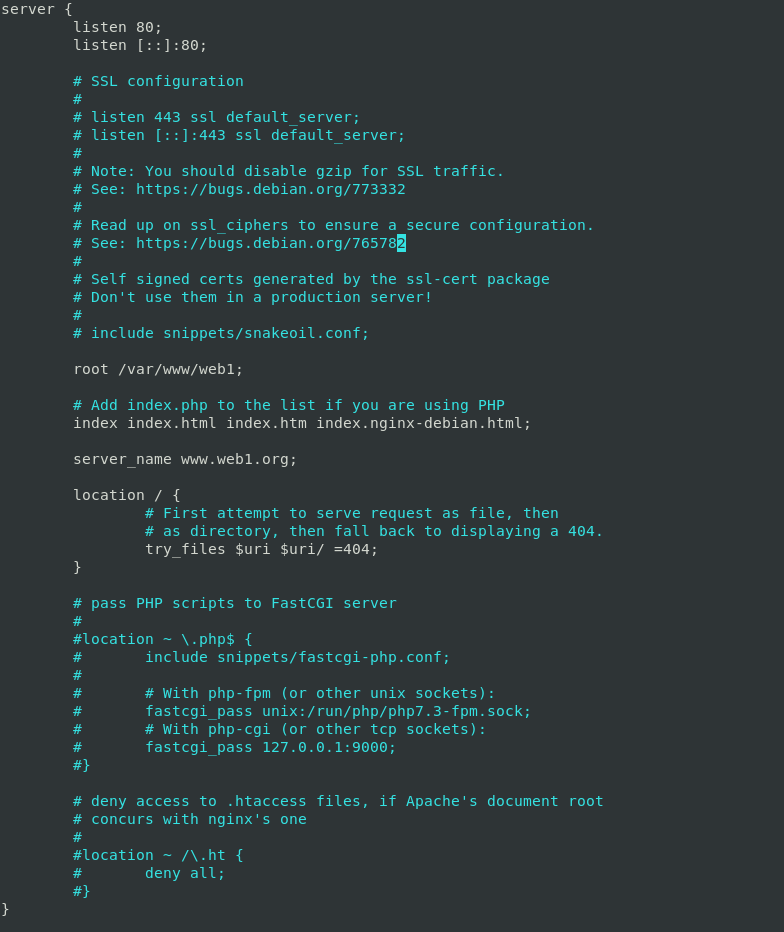 server {
        listen 80;
        listen [::]:80;

        # SSL configuration
        #
        # listen 443 ssl default_server;
        # listen [::]:443 ssl default_server;
        #
        # Note: You should disable gzip for SSL traffic.
        # See: https://bugs.debian.org/773332
        #
        # Read up on ssl_ciphers to ensure a secure configuration.
        # See: https://bugs.debian.org/765782
        #
        # Self signed certs generated by the ssl-cert package
        # Don't use them in a production server!
        #
        # include snippets/snakeoil.conf;

        root /var/www/web1;

        # Add index.php to the list if you are using PHP
        index index.html index.htm index.nginx-debian.html;

        server_name www.web1.org;

        location / {
                # First attempt to serve request as file, then
                # as directory, then fall back to displaying a 404.
                try_files $uri $uri/ =404;
        }

        # pass PHP scripts to FastCGI server
        #
        #location ~ \.php$ {
        #       include snippets/fastcgi-php.conf;
        #
        #       # With php-fpm (or other unix sockets):
        #       fastcgi_pass unix:/run/php/php7.3-fpm.sock;
        #       # With php-cgi (or other tcp sockets):
        #       fastcgi_pass 127.0.0.1:9000;
        #}

        # deny access to .htaccess files, if Apache's document root
        # concurs with nginx's one
        #
        #location ~ /\.ht {
        #       deny all;
        #}
}